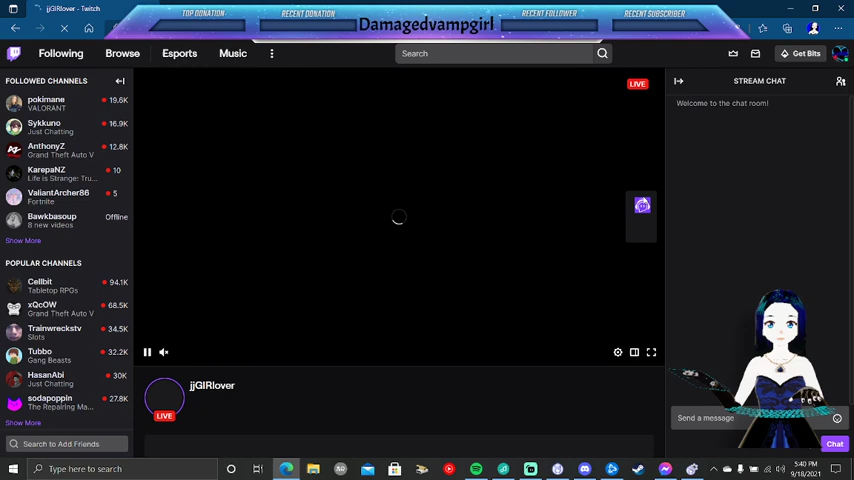 jjGIRlover - Twitch
TOP DONATION
RECENT DONATION
Damagedvampgirl
RECENT FOLLOWER
RECENT SUBSCRIBER
Following
Browse
Esports
Music
Search
Get Bits
FOLLOWED CHANNELS
pokimane
19.6K
VALORANT
Sykkuno
16.9K
Just Chatting
AnthonyZ
12.8K
Grand Theft Auto V
KarepaNZ
10
Life is Strange: Tru...
ValiantArcher86
5
Fortnite
Bawkbasoup
Offline
8 new videos
Show More
POPULAR CHANNELS
Cellbit
94.1K
Tabletop RPGs
xQcOW
68.5K
Grand Theft Auto V
Trainwreckstv
34.5K
Slots
Tubbo
32.2K
Gang Beasts
HasanAbi
30K
Just Chatting
sodapoppin
27.8K
The Repairing Ma...
Show More
Search to Add Friends
LIVE
jjGIRlover
LIVE
STREAM CHAT
Welcome to the chat room!
Send a message
Chat
Type here to search
5:40 PM
9/18/2021